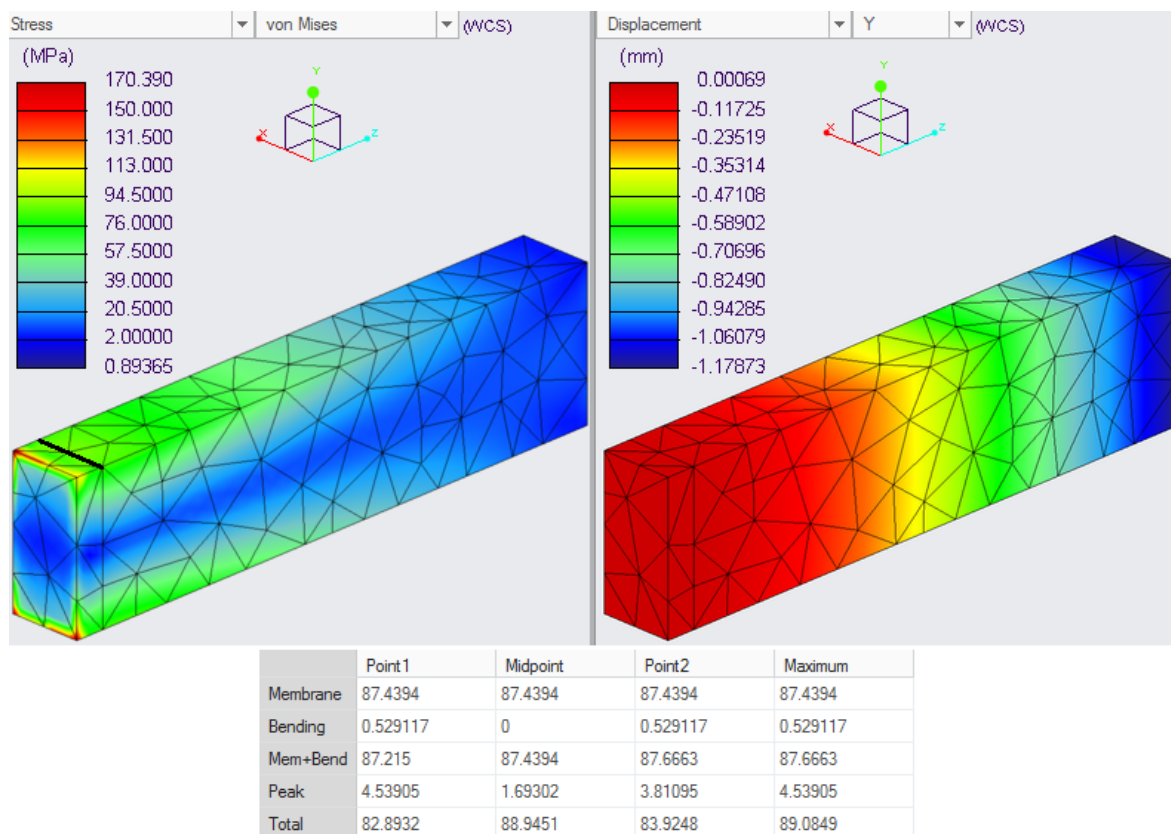 Stress von Mises (WCS) Displacement Y (WCS)
(MPa) (mm)
170.390
150.000
131.500
113.000
94.5000
76.0000
57.5000
39.0000
20.5000
2.00000
0.89365
Y
X
Z
0.00069
-0.11725
-0.23519
-0.35314
-0.47108
-0.58902
-0.70696
-0.82490
-0.94285
-1.06079
-1.17873
Y
X
Z
Point1 Midpoint Point2 Maximum
Membrane 87.4394 87.4394 87.4394 87.4394
Bending 0.529117 0 0.529117 0.529117
Mem+Bend 87.215 87.4394 87.6663 87.6663
Peak 4.53905 1.69302 3.81095 4.53905
Total 82.8932 88.9451 83.9248 89.0849